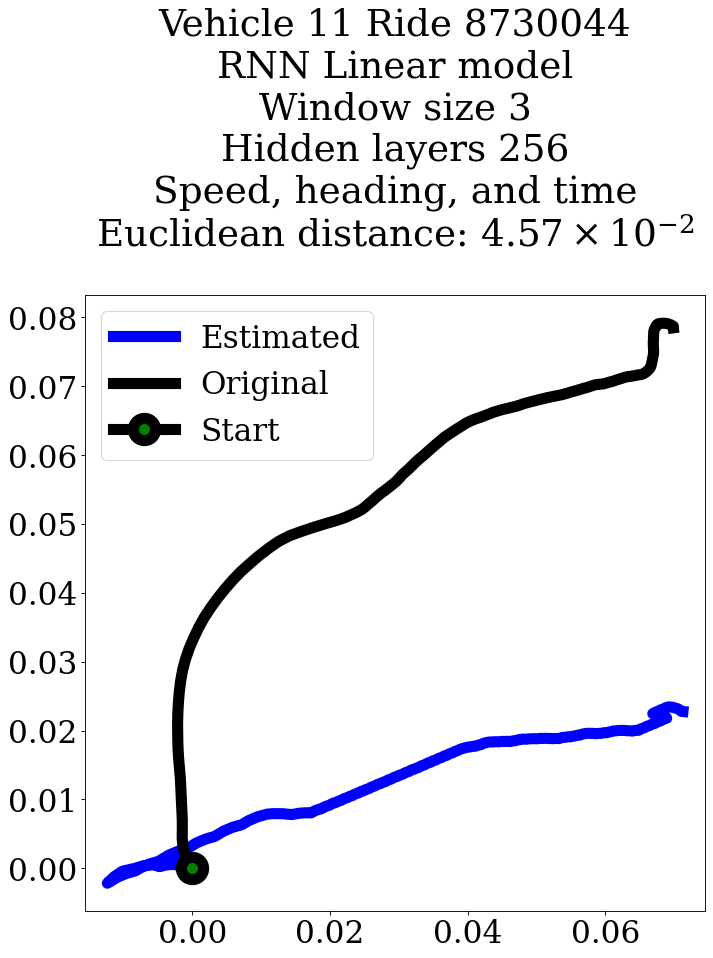 Vehicle 11 Ride 8730044
RNN Linear model
Window size 3
Hidden layers 256
Speed, heading, and time
Euclidean distance: 4.57 × 10⁻²
Estimated
Original
Start
0.08
0.07
0.06
0.05
0.04
0.03
0.02
0.01
0.00
0.00 0.02 0.04 0.06